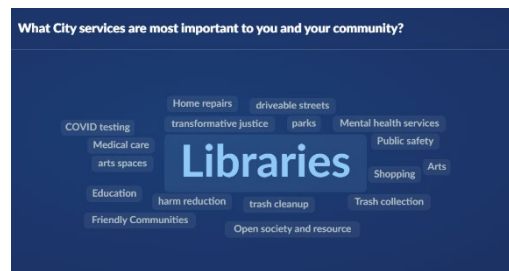 What City services are most important to you and your community?
Home repairs
driveable streets
COVID testing
transformative justice
parks
Mental health services
Medical care
Libraries
Public safety
arts spaces
Shopping
Arts
Education
harm reduction
trash cleanup
Trash collection
Friendly Communities
Open society and resource